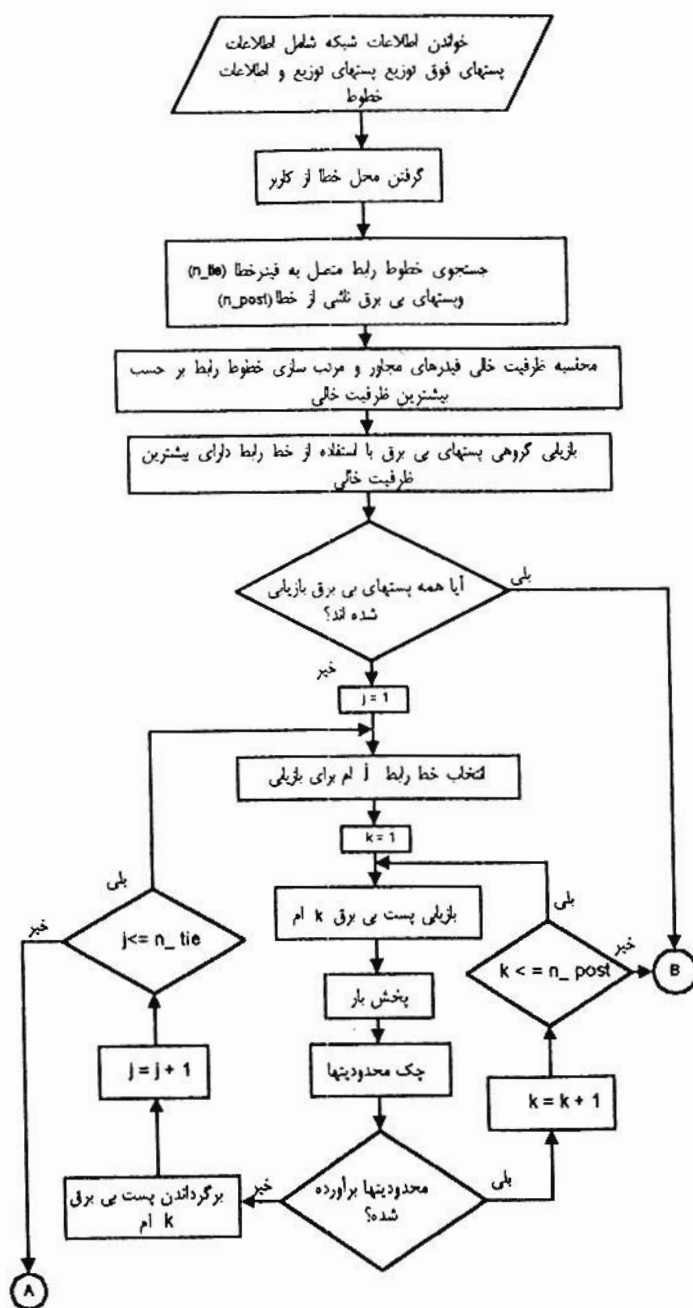 خواندن اطلاعات شبکه شامل اطلاعات
پستهای فوق توزیع پستهای توزیع و اطلاعات
خطوط
گرفتن محل خطا از کاربر
جستجوی خطوط رابط متصل به فیدرخطا (n_tie)
وپستهای بی برق ناشی از خطا(n_post)
محاسبه ظرفیت خالی فیدرهای مجاور و مرتب سازی خطوط رابط بر حسب
بیشترین ظرفیت خالی
بازیابی گروهی پستهای بی برق با استفاده از خط رابط دارای بیشترین
ظرفیت خالی
آیا همه پستهای بی برق بازیابی
شده اند؟
بلی
خیر
j = 1
انتخاب خط رابط j ام برای بازیابی
k = 1
بازیابی پست بی برق k ام
پخش بار
چک محدودیتها
محدودیتها برآورده
شده؟
بلی
k = k + 1
k < = n_ post
بلی
خیر
B
خیر
برگرداندن پست بی برق
k ام
j = j + 1
j<= n_ tie
بلی
خیر
A